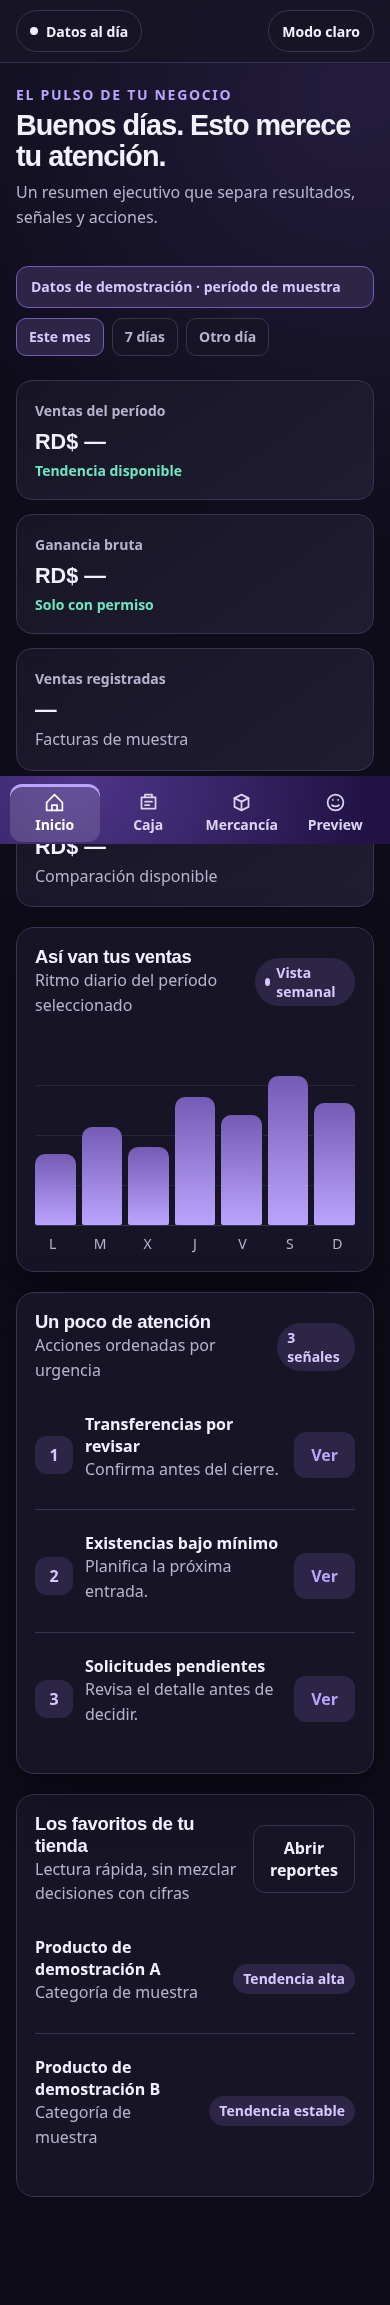 Datos al día
Modo claro
EL PULSO DE TU NEGOCIO
Buenos días. Esto merece
tu atención.
Un resumen ejecutivo que separa resultados,
señales y acciones.
Datos de demostración · período de muestra
Este mes
7 días
Otro día
Ventas del período
RD$ —
Tendencia disponible
Ganancia bruta
RD$ —
Solo con permiso
Ventas registradas
—
Facturas de muestra
Inicio
Caja
Mercancía
Preview
RD$ —
Comparación disponible
Así van tus ventas
Ritmo diario del período
seleccionado
Vista
semanal
L M X J V S D
Un poco de atención
Acciones ordenadas por
urgencia
3
señales
1
Transferencias por
revisar
Confirma antes del cierre.
Ver
2
Existencias bajo mínimo
Planifica la próxima
entrada.
Ver
3
Solicitudes pendientes
Revisa el detalle antes de
decidir.
Ver
Los favoritos de tu
tienda
Lectura rápida, sin mezclar
decisiones con cifras
Abrir
reportes
Producto de
demostración A
Categoría de muestra
Tendencia alta
Producto de
demostración B
Categoría de
muestra
Tendencia estable